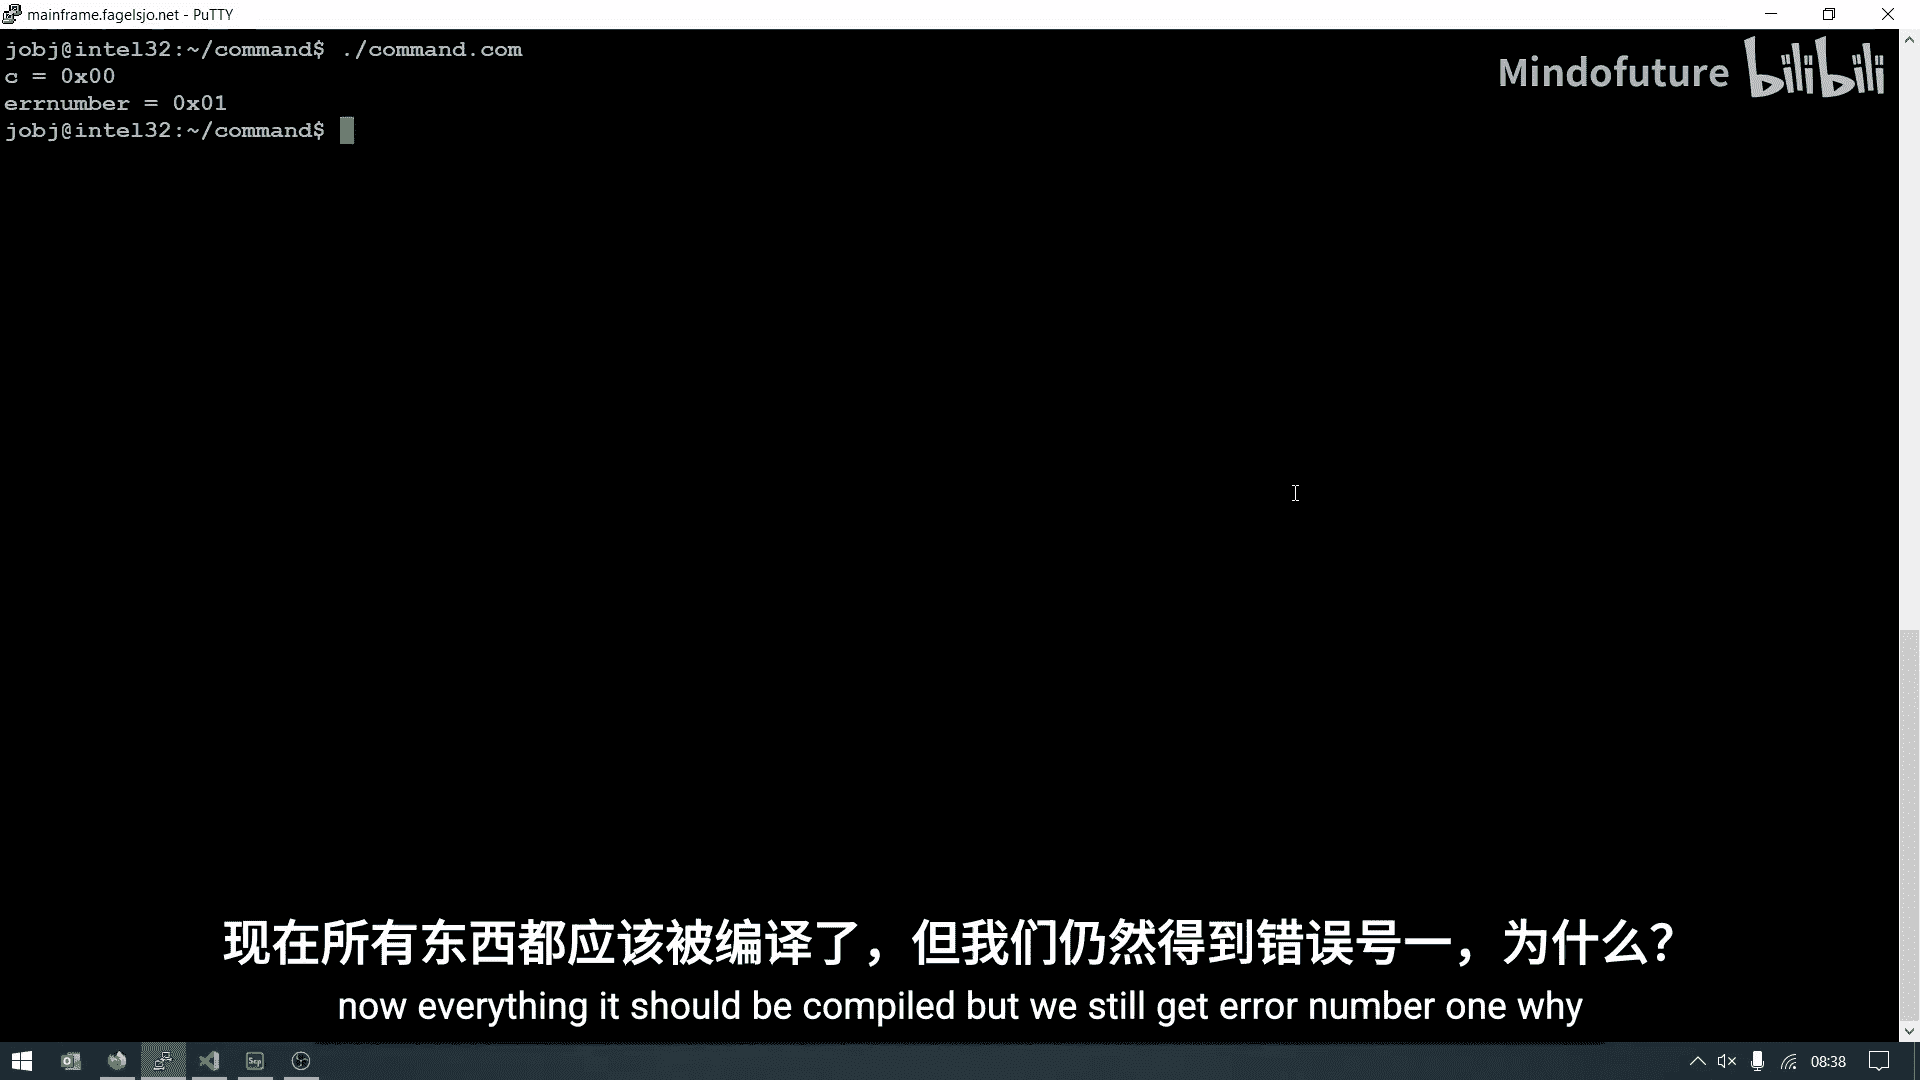 mainframe.fagelsjo.net - PuTTY
jobj@intel32:~/command$ ./command.com
c = 0x00
errnumber = 0x01
jobj@intel32:~/command$
Mindofuture bilibili
现在所有东西都应该被编译了，但我们仍然得到错误号一，为什么？
now everything it should be compiled but we still get error number one why
08:38